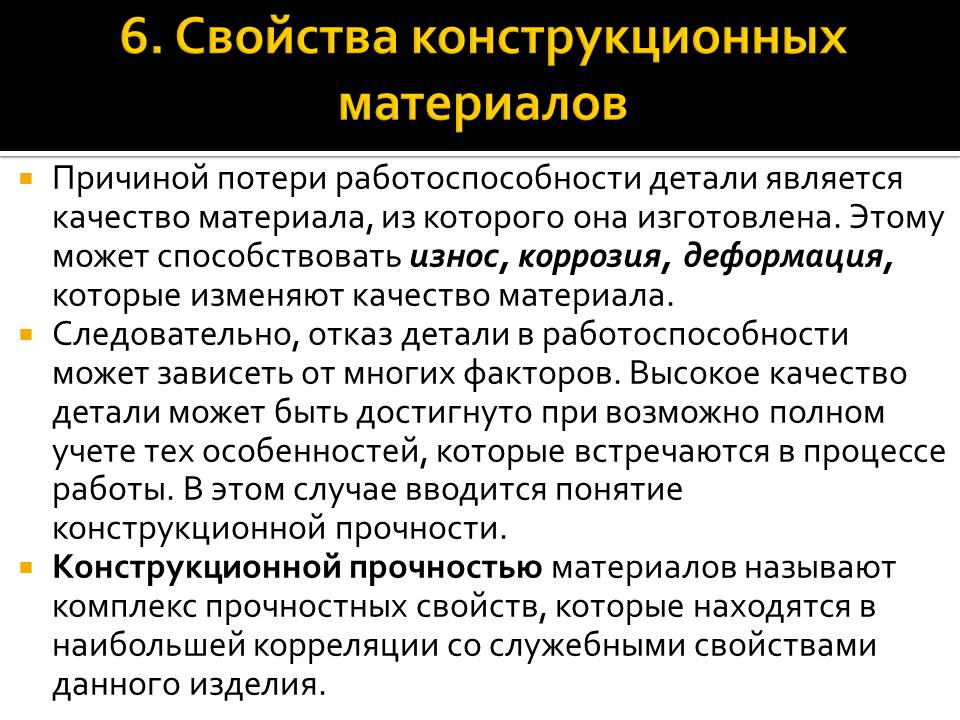 6. Свойства конструкционных
материалов
Причиной потери работоспособности детали является
качество материала, из которого она изготовлена. Этому
может способствовать износ, коррозия, деформация,
которые изменяют качество материала.
Следовательно, отказ детали в работоспособности
может зависеть от многих факторов. Высокое качество
детали может быть достигнуто при возможно полном
учете тех особенностей, которые встречаются в процессе
работы. В этом случае вводится понятие
конструкционной прочности.
Конструкционной прочностью материалов называют
комплекс прочностных свойств, которые находятся в
наибольшей корреляции со служебными свойствами
данного изделия.